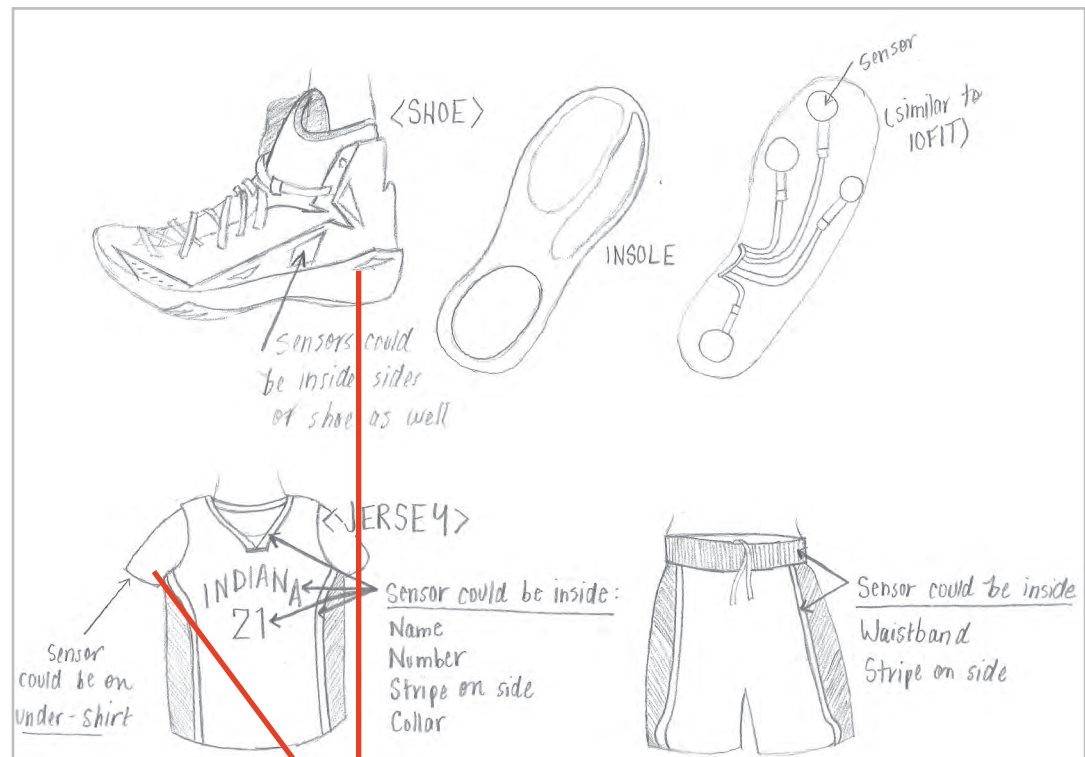 <SHOE>
Sensor
(similar to
IOFIT)
INSOLE
Sensors could
be inside sides
of shoe as well
<JERSEY>
INDIANA
21
Sensor could be inside:
Name
Number
Stripe on side
Collar
sensor
could be on
under-shirt
Sensor could be inside
Waistband
Stripe on side